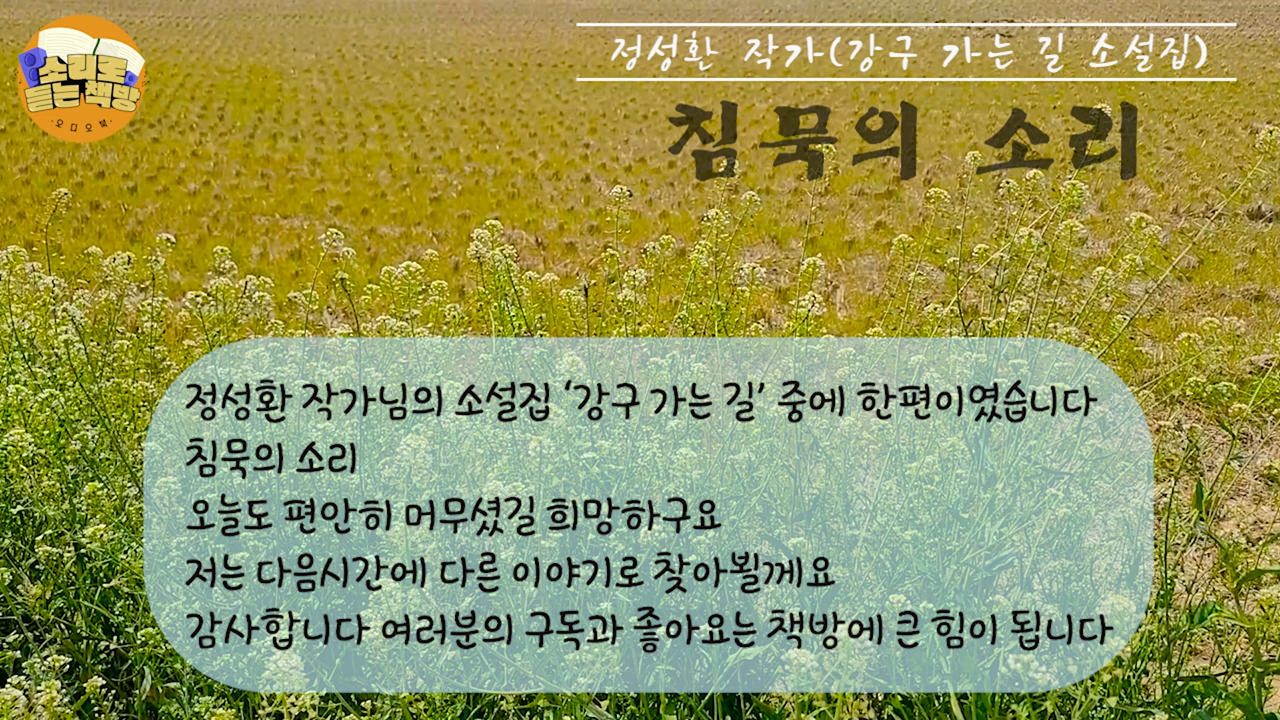 소리로
듣는 책방
·오디오북·
정성환 작가(강구 가는 길 소설집)
침묵의 소리
정성환 작가님의 소설집 ‘강구 가는 길’ 중에 한편이였습니다
침묵의 소리
오늘도 편안히 머무셨길 희망하구요
저는 다음시간에 다른 이야기로 찾아뵐께요
감사합니다 여러분의 구독과 좋아요는 책방에 큰 힘이 됩니다